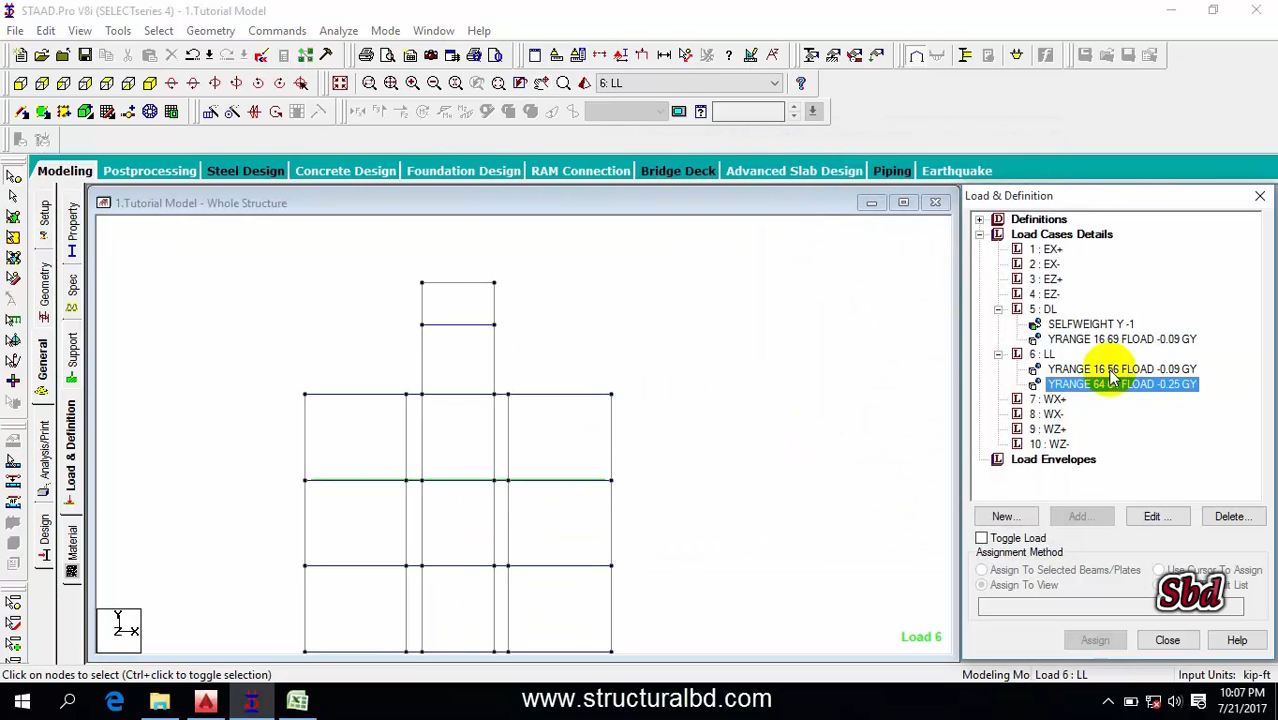 STAAD.Pro V8i (SELECTseries 4) - [1.Tutorial Model
File Edit View Tools Select Geometry Commands Analyze Mode Window Help
6: LL
Modeling Postprocessing Steel Design Concrete Design Foundation Design RAM Connection Bridge Deck Advanced Slab Design Piping Earthquake
1.Tutorial Model - Whole Structure
Setup
Geometry
General
Analysis/Print
Design
Property
Spec
Support
Load & Definition
Material
Y
Z X
Load 6
Load & Definition
Definitions
Load Cases Details
1 : EX+
2 : EX-
3 : EZ+
4 : EZ-
5 : DL
SELFWEIGHT Y -1
YRANGE 16 69 FLOAD -0.09 GY
6 : LL
YRANGE 16 56 FLOAD -0.09 GY
YRANGE 64 FLOAD -0.25 GY
7 : WX+
8 : WX-
9 : WZ+
10 : WZ-
Load Envelopes
New... Add... Edit ... Delete...
Toggle Load
Assignment Method
Assign To Selected Beams/Plates Use Cursor To Assign
Assign To View List
Sbd
Assign Close Help
Click on nodes to select (Ctrl+click to toggle selection) Modeling Mo Load 6 : LL Input Units: kip-ft
www.structuralbd.com
10:07 PM
7/21/2017